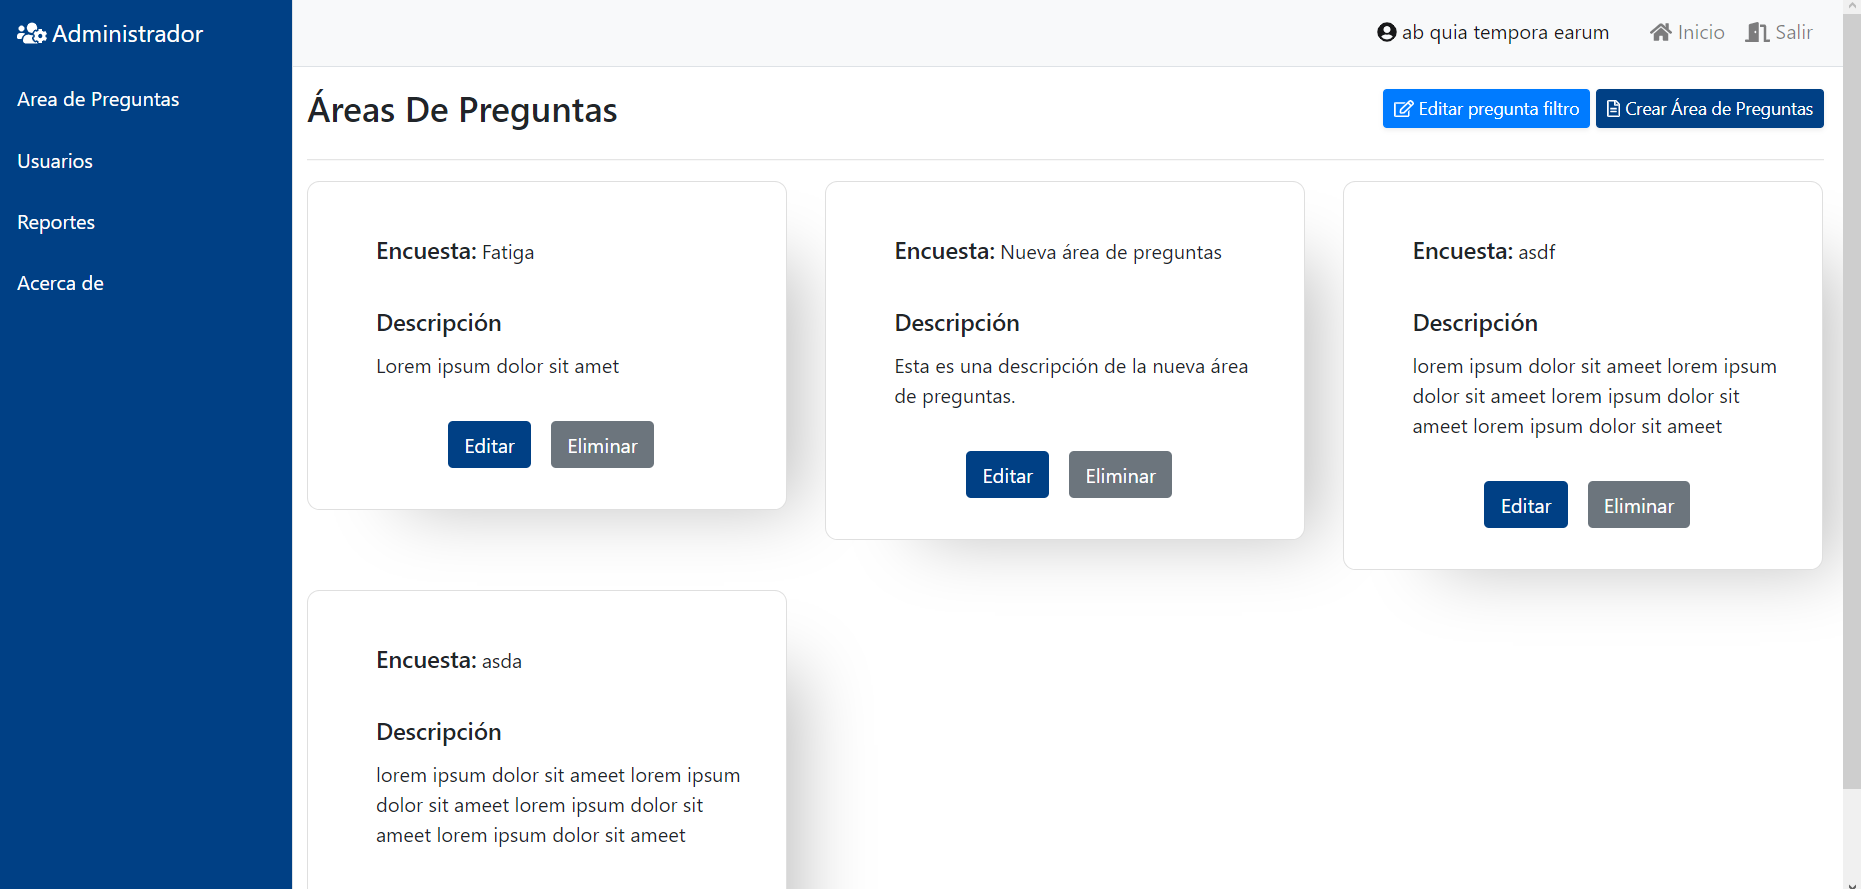 Administrador
Area de Preguntas
Usuarios
Reportes
Acerca de
ab quia tempora earum
Inicio
Salir
Áreas De Preguntas
Editar pregunta filtro
Crear Área de Preguntas
Encuesta: Fatiga
Descripción
Lorem ipsum dolor sit amet
Editar
Eliminar
Encuesta: Nueva área de preguntas
Descripción
Esta es una descripción de la nueva área
de preguntas.
Editar
Eliminar
Encuesta: asdf
Descripción
lorem ipsum dolor sit ameet lorem ipsum
dolor sit ameet lorem ipsum dolor sit
ameet lorem ipsum dolor sit ameet
Editar
Eliminar
Encuesta: asda
Descripción
lorem ipsum dolor sit ameet lorem ipsum
dolor sit ameet lorem ipsum dolor sit
ameet lorem ipsum dolor sit ameet